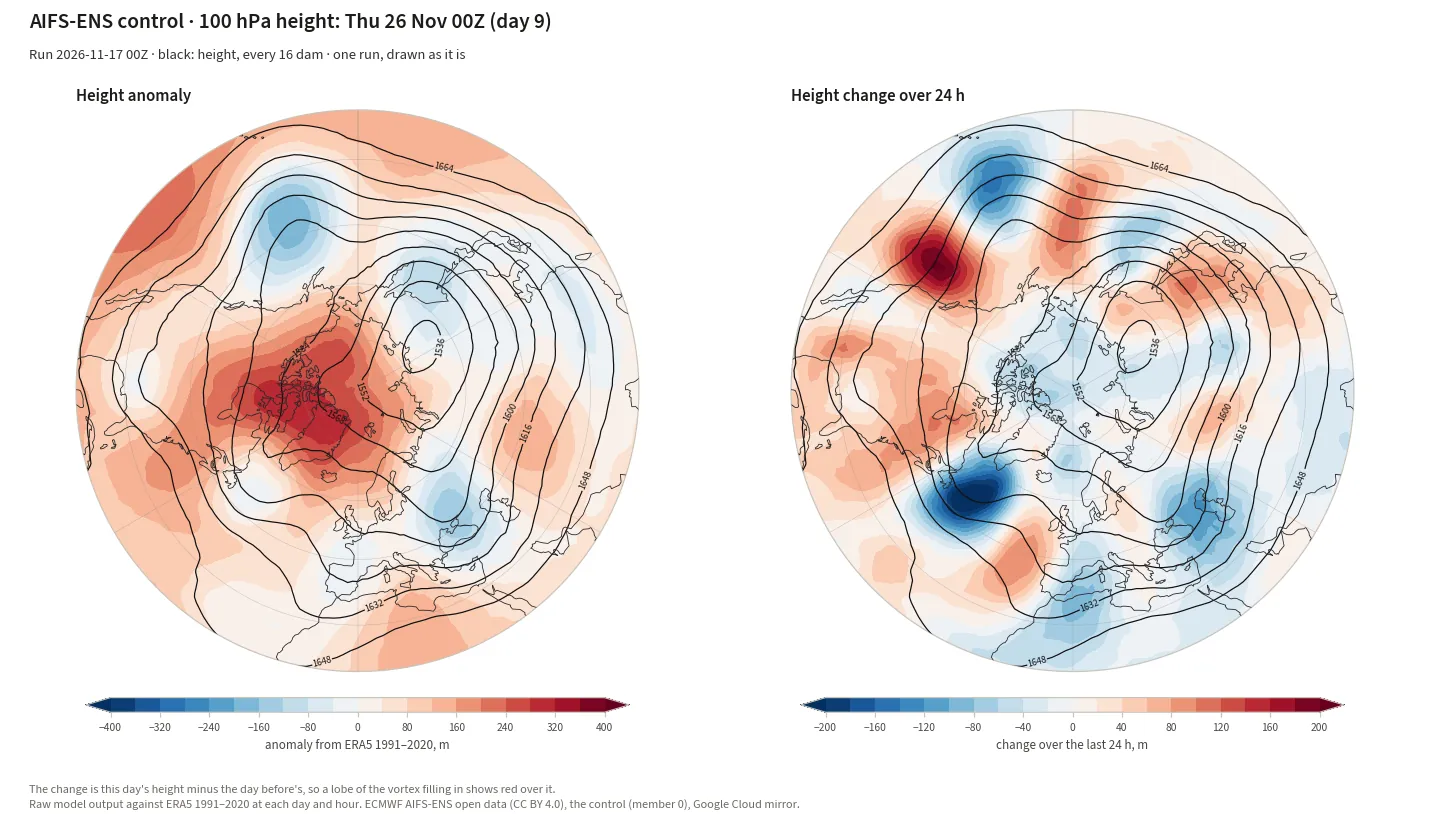 AIFS-ENS control · 100 hPa height: Thu 26 Nov 00Z (day 9)
Run 2026-11-17 00Z · black: height, every 16 dam · one run, drawn as it is
Height anomaly
Height change over 24 h
1664
1536
1552
1568
1600
1616
1648
1632
1648
1664
1536
1552
1568
1600
1616
1648
1632
1648
−400 −320 −240 −160 −80 0 80 160 240 320 400
anomaly from ERA5 1991–2020, m
−200 −160 −120 −80 −40 0 40 80 120 160 200
change over the last 24 h, m
The change is this day's height minus the day before's, so a lobe of the vortex filling in shows red over it.
Raw model output against ERA5 1991–2020 at each day and hour. ECMWF AIFS-ENS open data (CC BY 4.0), the control (member 0), Google Cloud mirror.